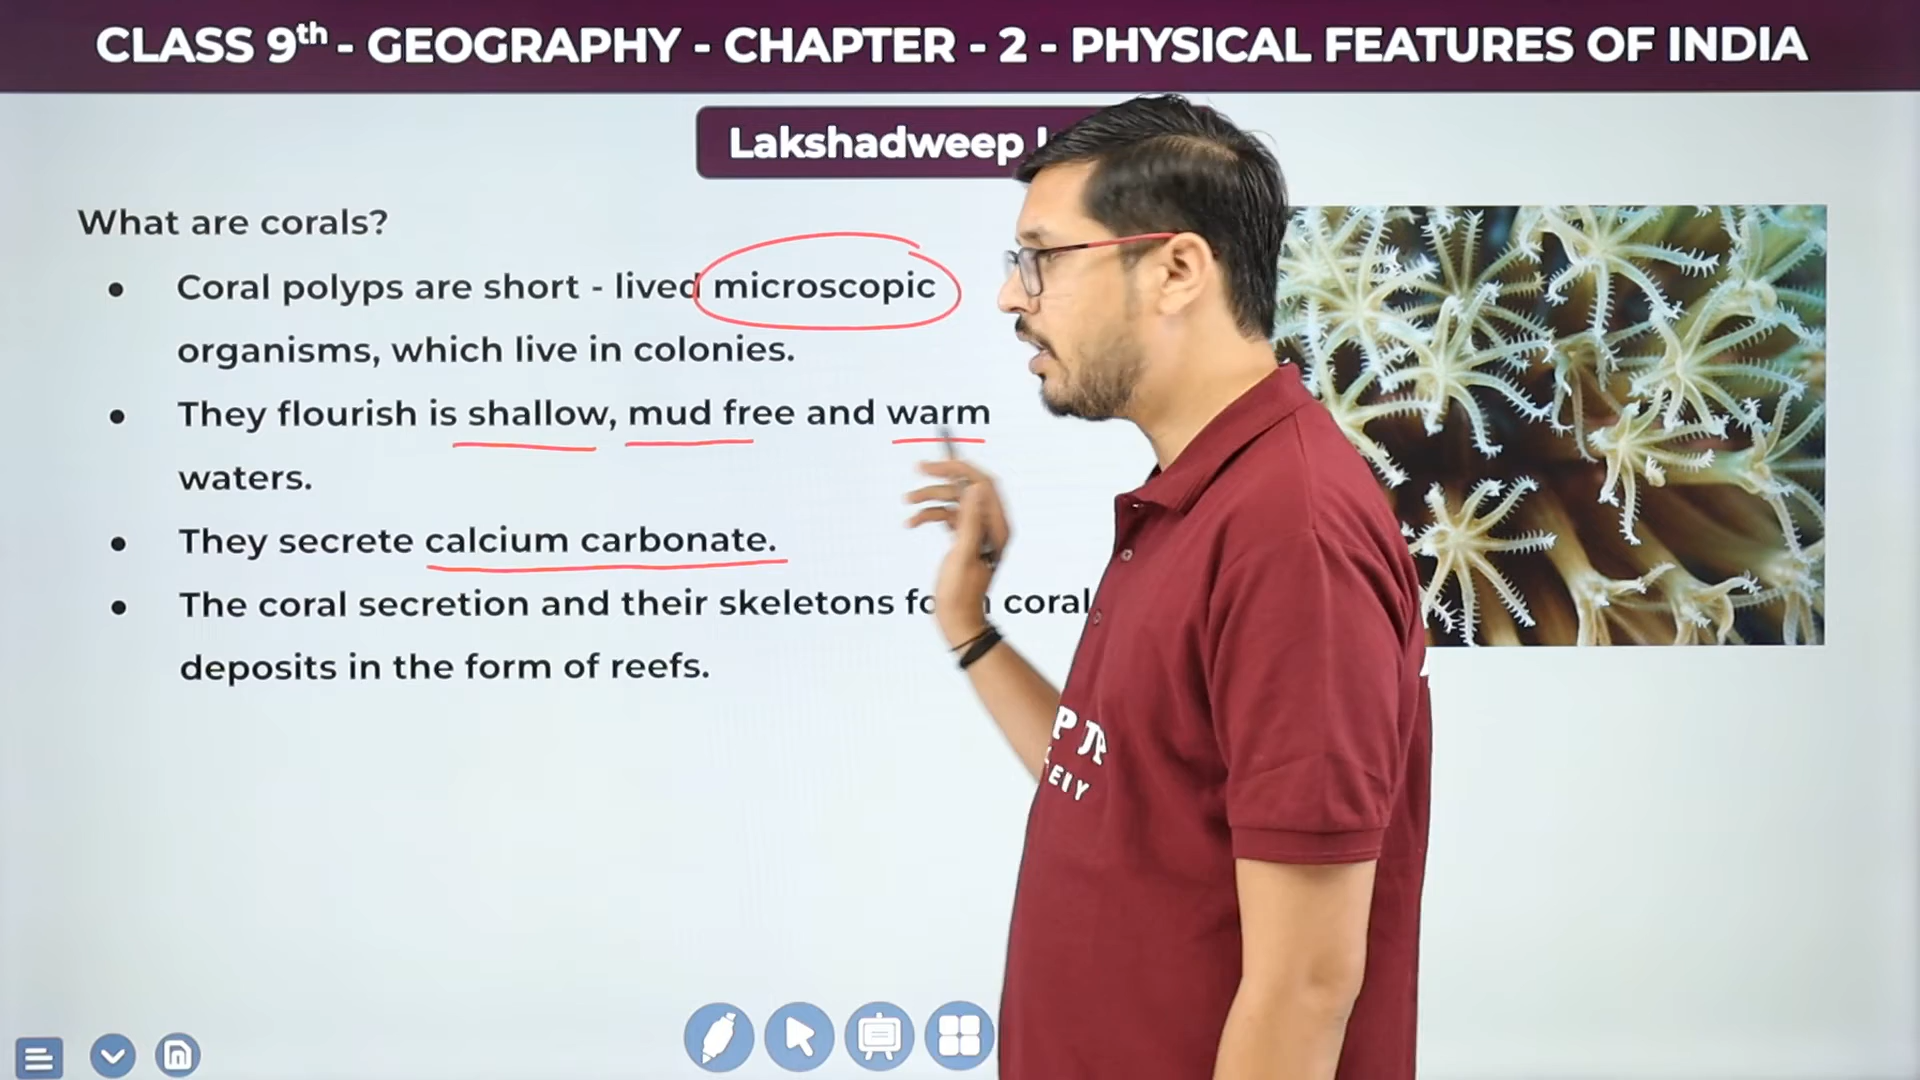 CLASS 9th - GEOGRAPHY - CHAPTER - 2 - PHYSICAL FEATURES OF INDIA
Lakshadweep
What are corals?
Coral polyps are short - lived microscopic
organisms, which live in colonies.
They flourish is shallow, mud free and warm
waters.
They secrete calcium carbonate.
The coral secretion and their skeletons coral
deposits in the form of reefs.